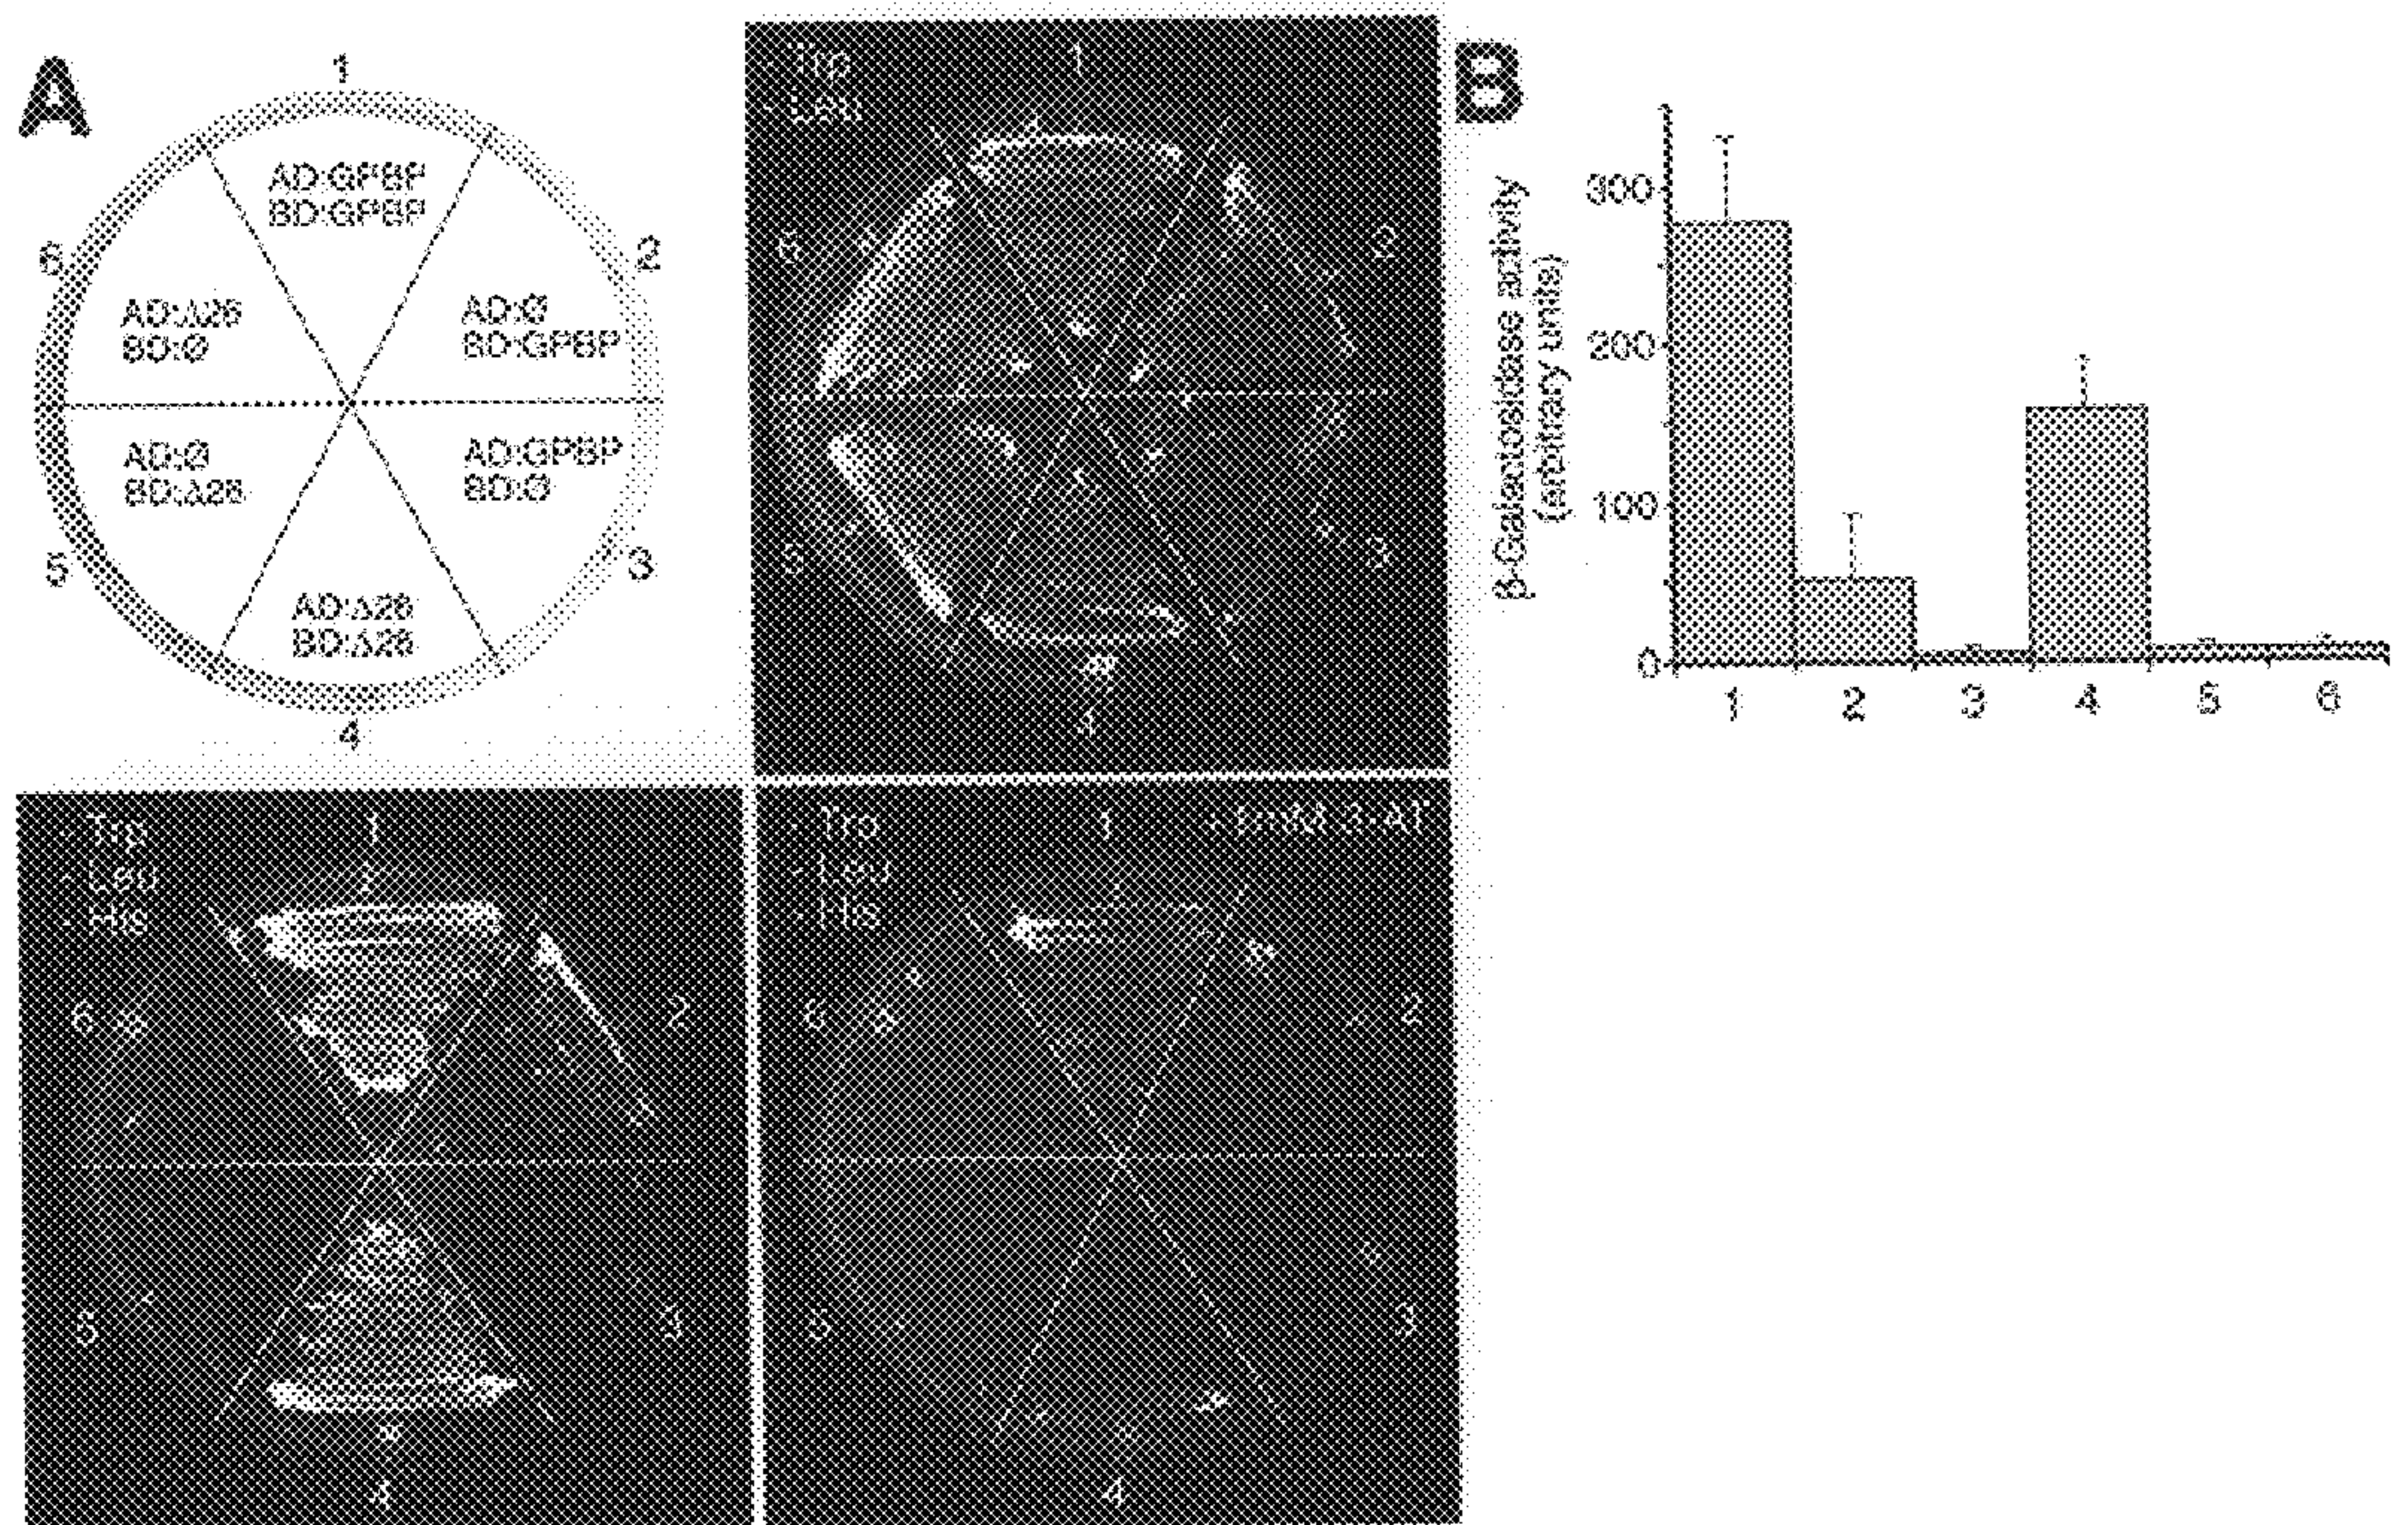 A
1
AD:GPBP
BD:GPBP
2
AD:Ø
BD:GPBP
3
AD:GPBP
BD:Ø
4
AD:Δ26
BD:Δ26
5
AD:Ø
BD:Δ26
6
AD:Δ26
BD:Ø
- Trp
- Leu
1
2
3
4
5
6
B
β-Galactosidase activity
(arbitrary units)
300
200
100
0
1 2 3 4 5 6
- Trp
- Leu
- His
1
2
3
4
5
6
- Trp
- Leu
- His
+ 1mM 3-AT
1
2
3
4
5
6